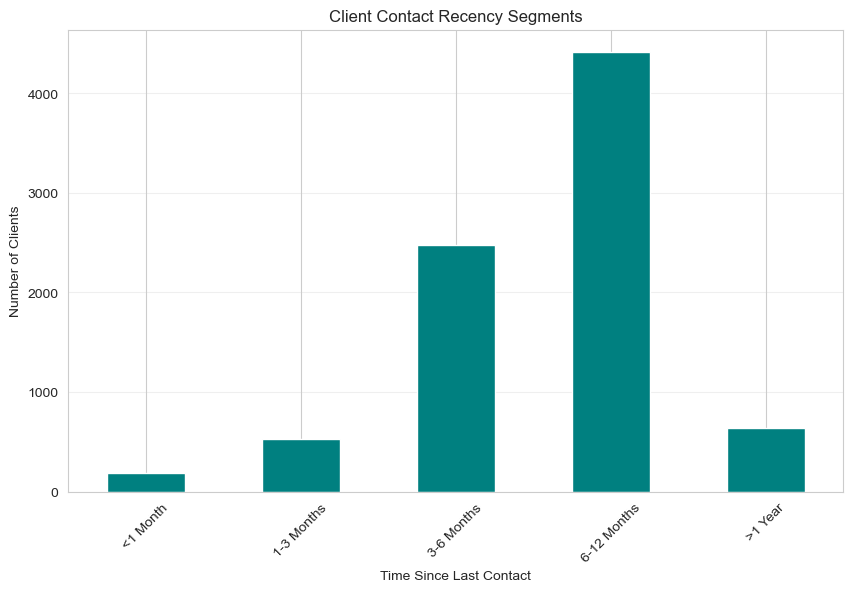 Client Contact Recency Segments
Number of Clients
4000
3000
2000
1000
0
<1 Month
1-3 Months
3-6 Months
6-12 Months
>1 Year
Time Since Last Contact